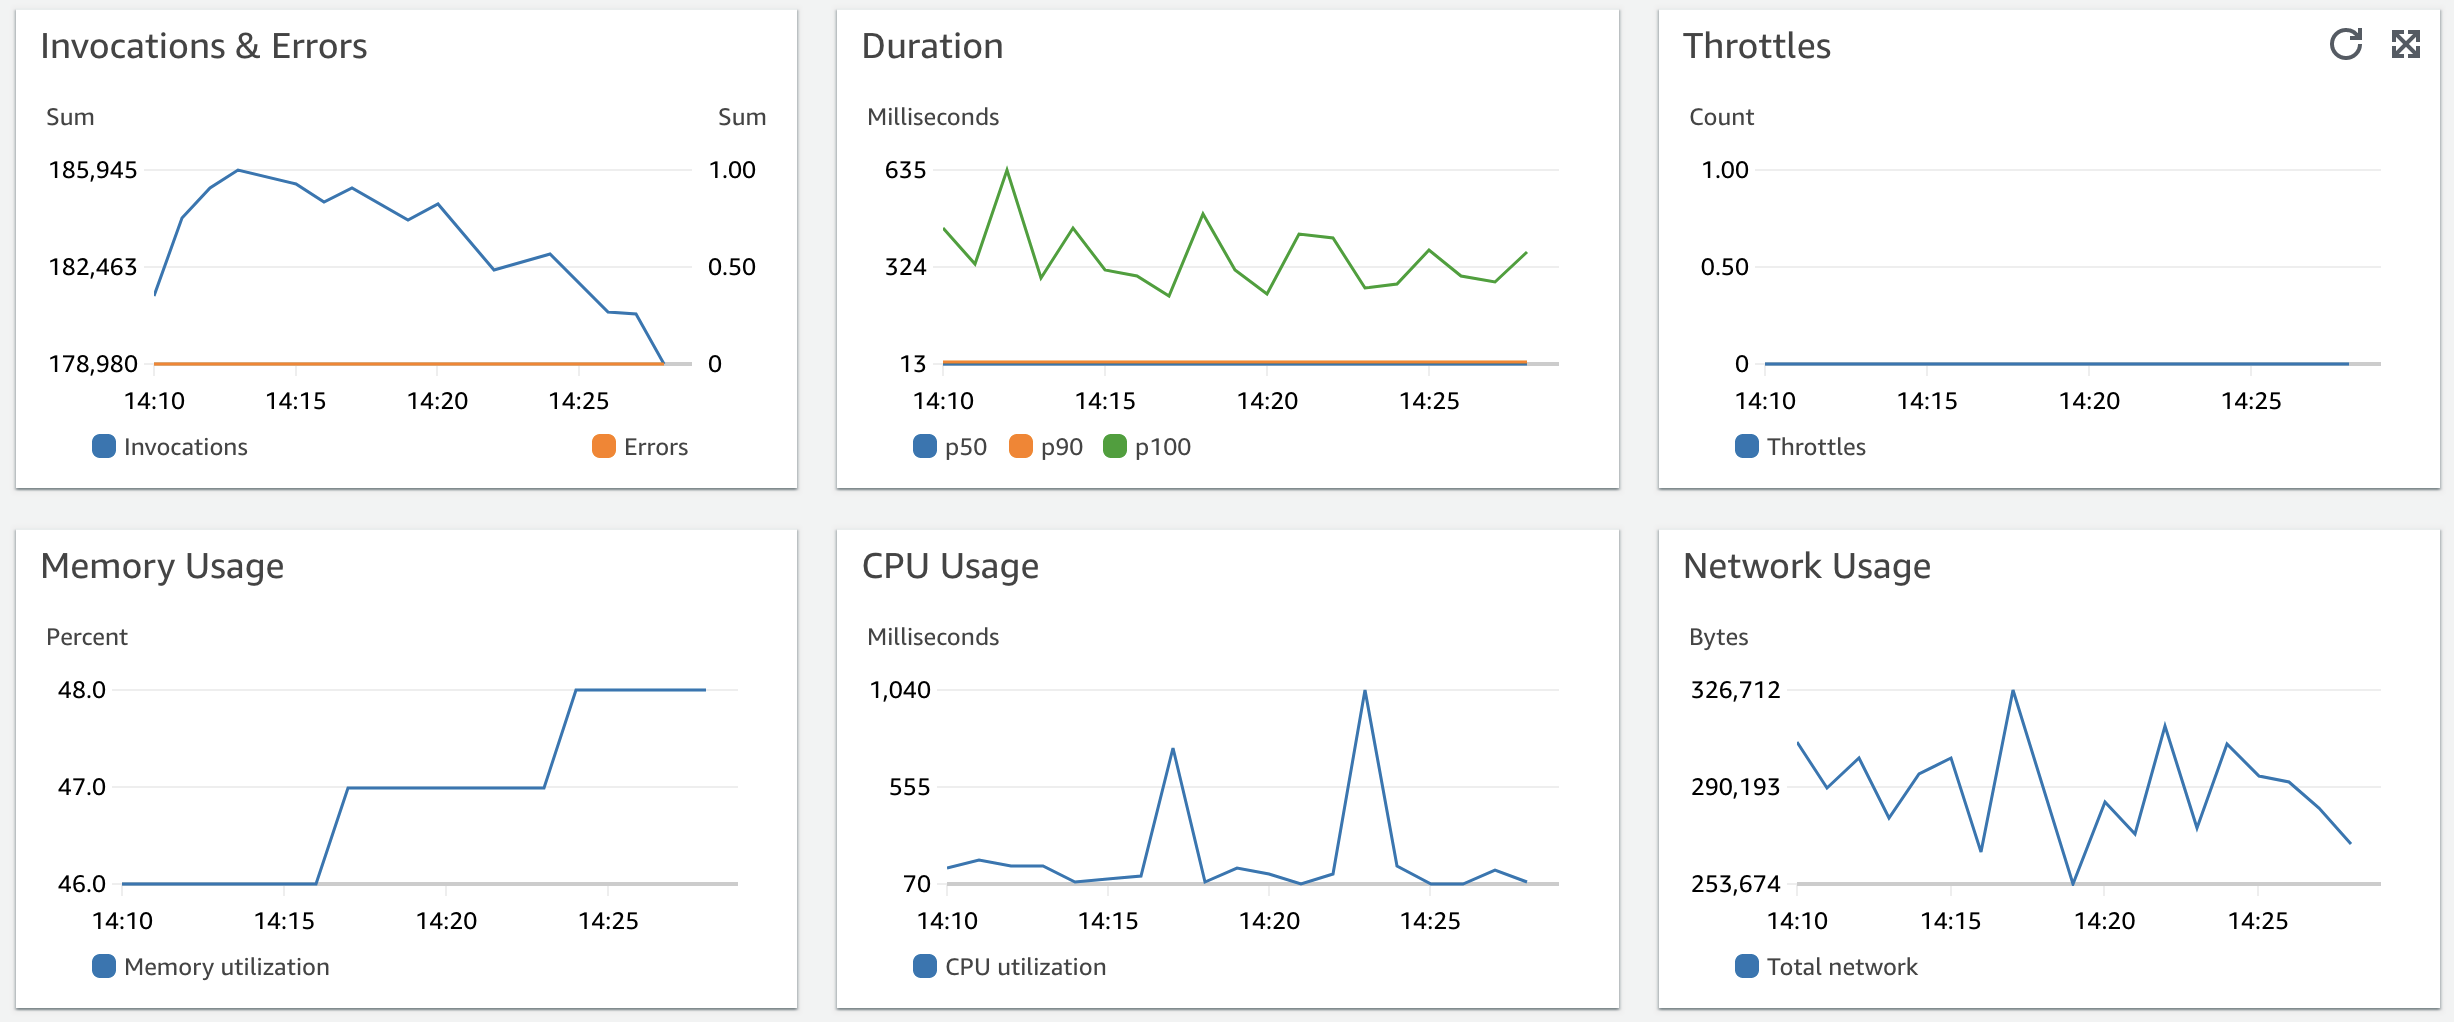 Invocations & Errors
Sum
Sum
185,945
1.00
182,463
0.50
178,980
0
14:10 14:15 14:20 14:25
Invocations
Errors
Duration
Milliseconds
635
324
13
14:10 14:15 14:20 14:25
p50 p90 p100
Throttles
Count
1.00
0.50
0
14:10 14:15 14:20 14:25
Throttles
Memory Usage
Percent
48.0
47.0
46.0
14:10 14:15 14:20 14:25
Memory utilization
CPU Usage
Milliseconds
1,040
555
70
14:10 14:15 14:20 14:25
CPU utilization
Network Usage
Bytes
326,712
290,193
253,674
14:10 14:15 14:20 14:25
Total network